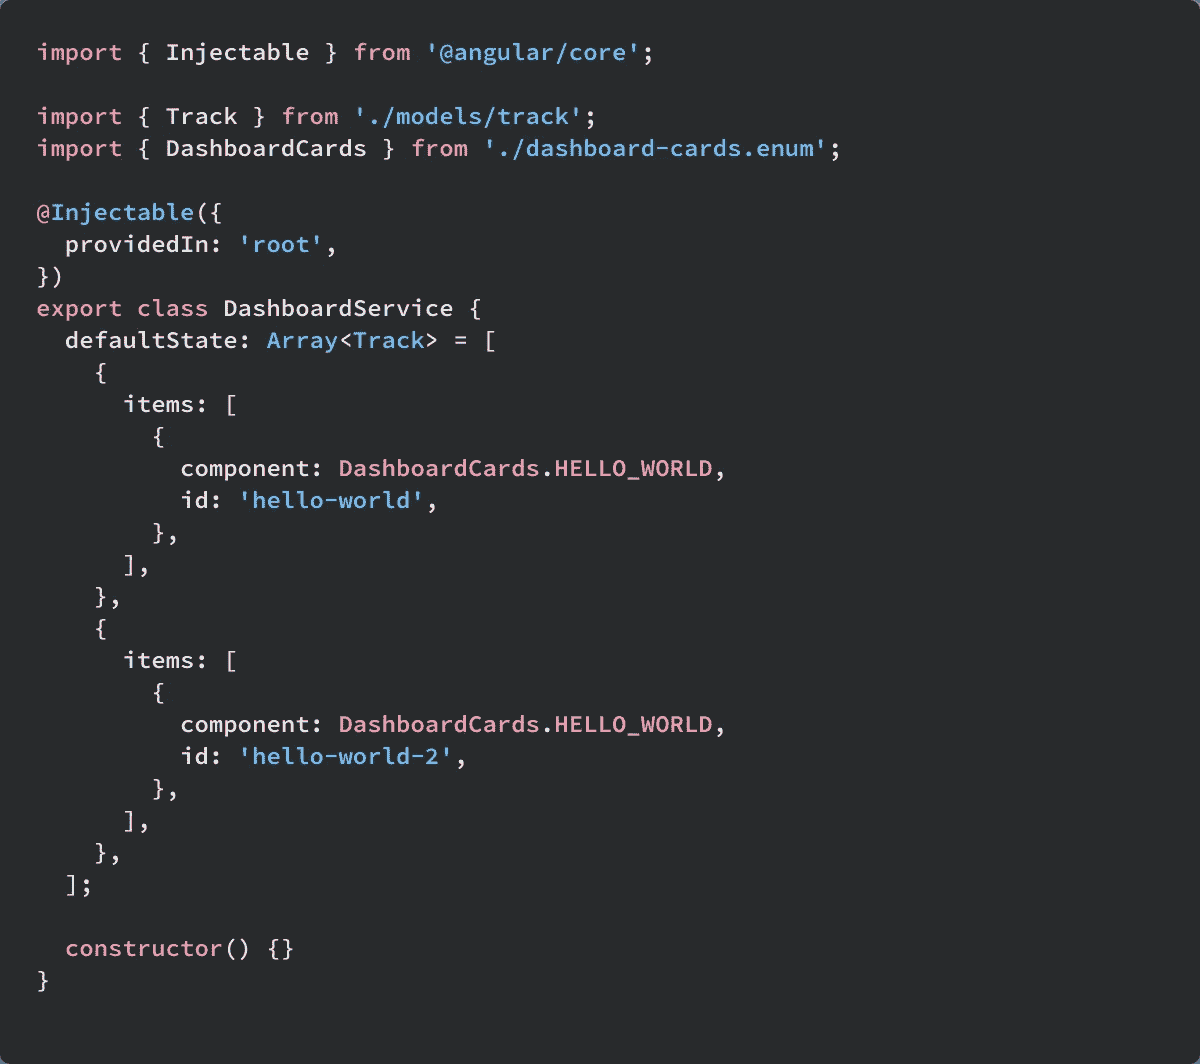 import { Injectable } from '@angular/core';

import { Track } from './models/track';
import { DashboardCards } from './dashboard-cards.enum';

@Injectable({
  providedIn: 'root',
})
export class DashboardService {
  defaultState: Array<Track> = [
    {
      items: [
        {
          component: DashboardCards.HELLO_WORLD,
          id: 'hello-world',
        },
      ],
    },
    {
      items: [
        {
          component: DashboardCards.HELLO_WORLD,
          id: 'hello-world-2',
        },
      ],
    },
  ];

  constructor() {}
}